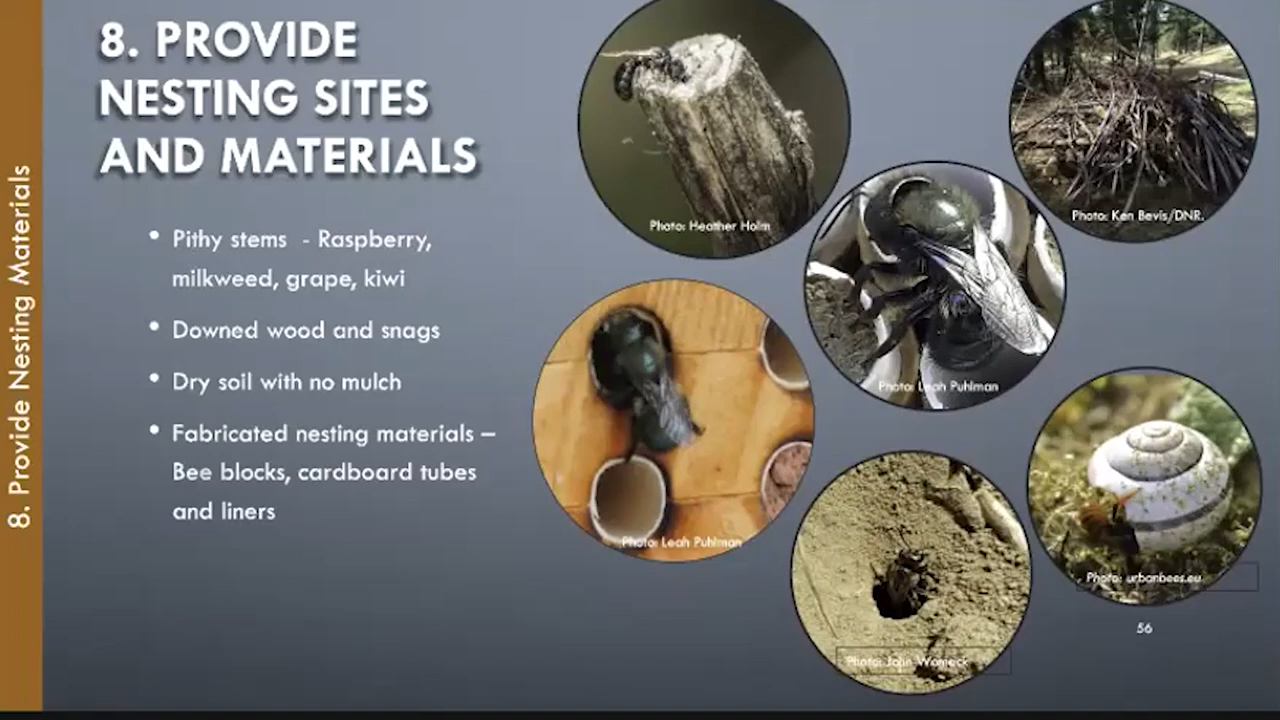 8. PROVIDE
NESTING SITES
AND MATERIALS
8. Provide Nesting Materials
• Pithy stems - Raspberry,
milkweed, grape, kiwi
• Downed wood and snags
• Dry soil with no mulch
• Fabricated nesting materials –
Bee blocks, cardboard tubes
and liners
Photo: Heather Holm
Photo: Ken Bevis/DNR.
Photo: Leah Puhlman
Photo: Leah Puhlman
Photo: urbanbees.eu
Photo: John
56